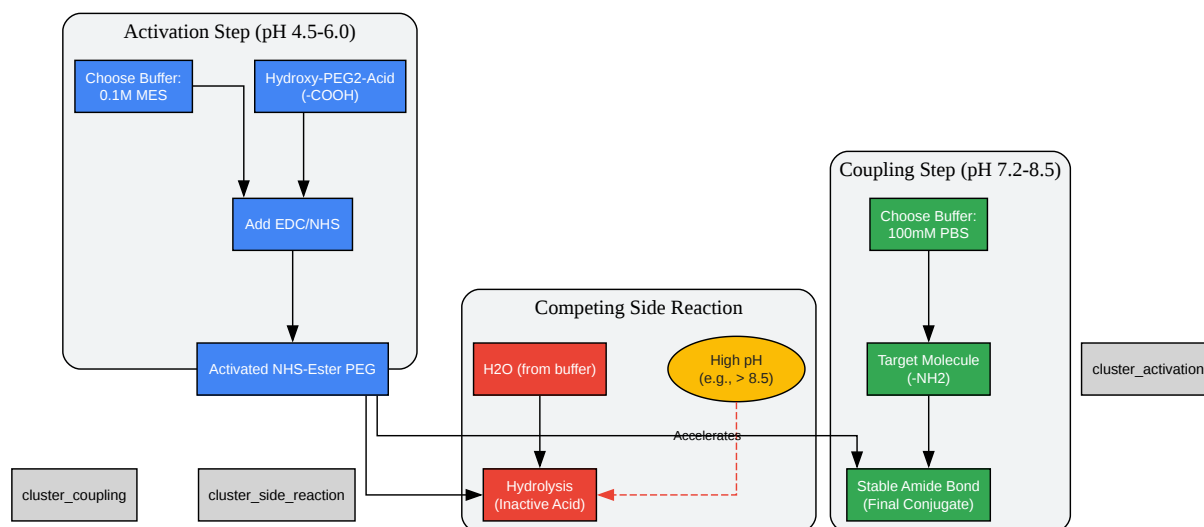 Activation Step (pH 4.5-6.0)
Choose Buffer:
0.1M MES
Hydroxy-PEG2-Acid
(-COOH)
Add EDC/NHS
Activated NHS-Ester PEG
Competing Side Reaction
H2O (from buffer)
High pH
(e.g., > 8.5)
Accelerates
Hydrolysis
(Inactive Acid)
Coupling Step (pH 7.2-8.5)
Choose Buffer:
100mM PBS
Target Molecule
(-NH2)
Stable Amide Bond
(Final Conjugate)
cluster_activation
cluster_coupling
cluster_side_reaction